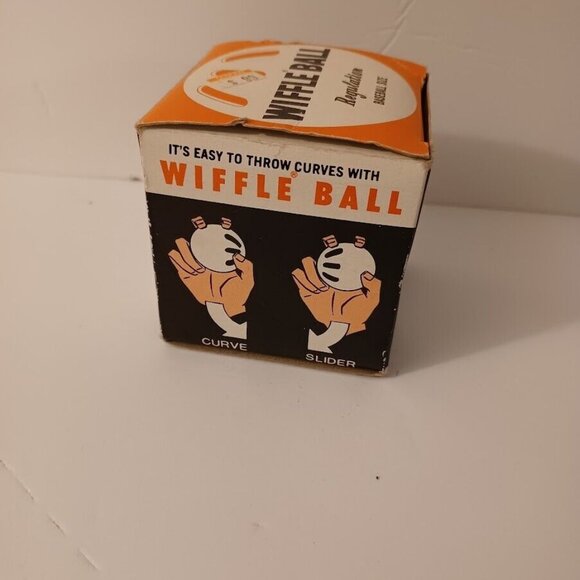 WIFFLE BALL
Regulation
BASEBALL SIZE
IT'S EASY TO THROW CURVES WITH
WIFFLE® BALL
CURVE
SLIDER